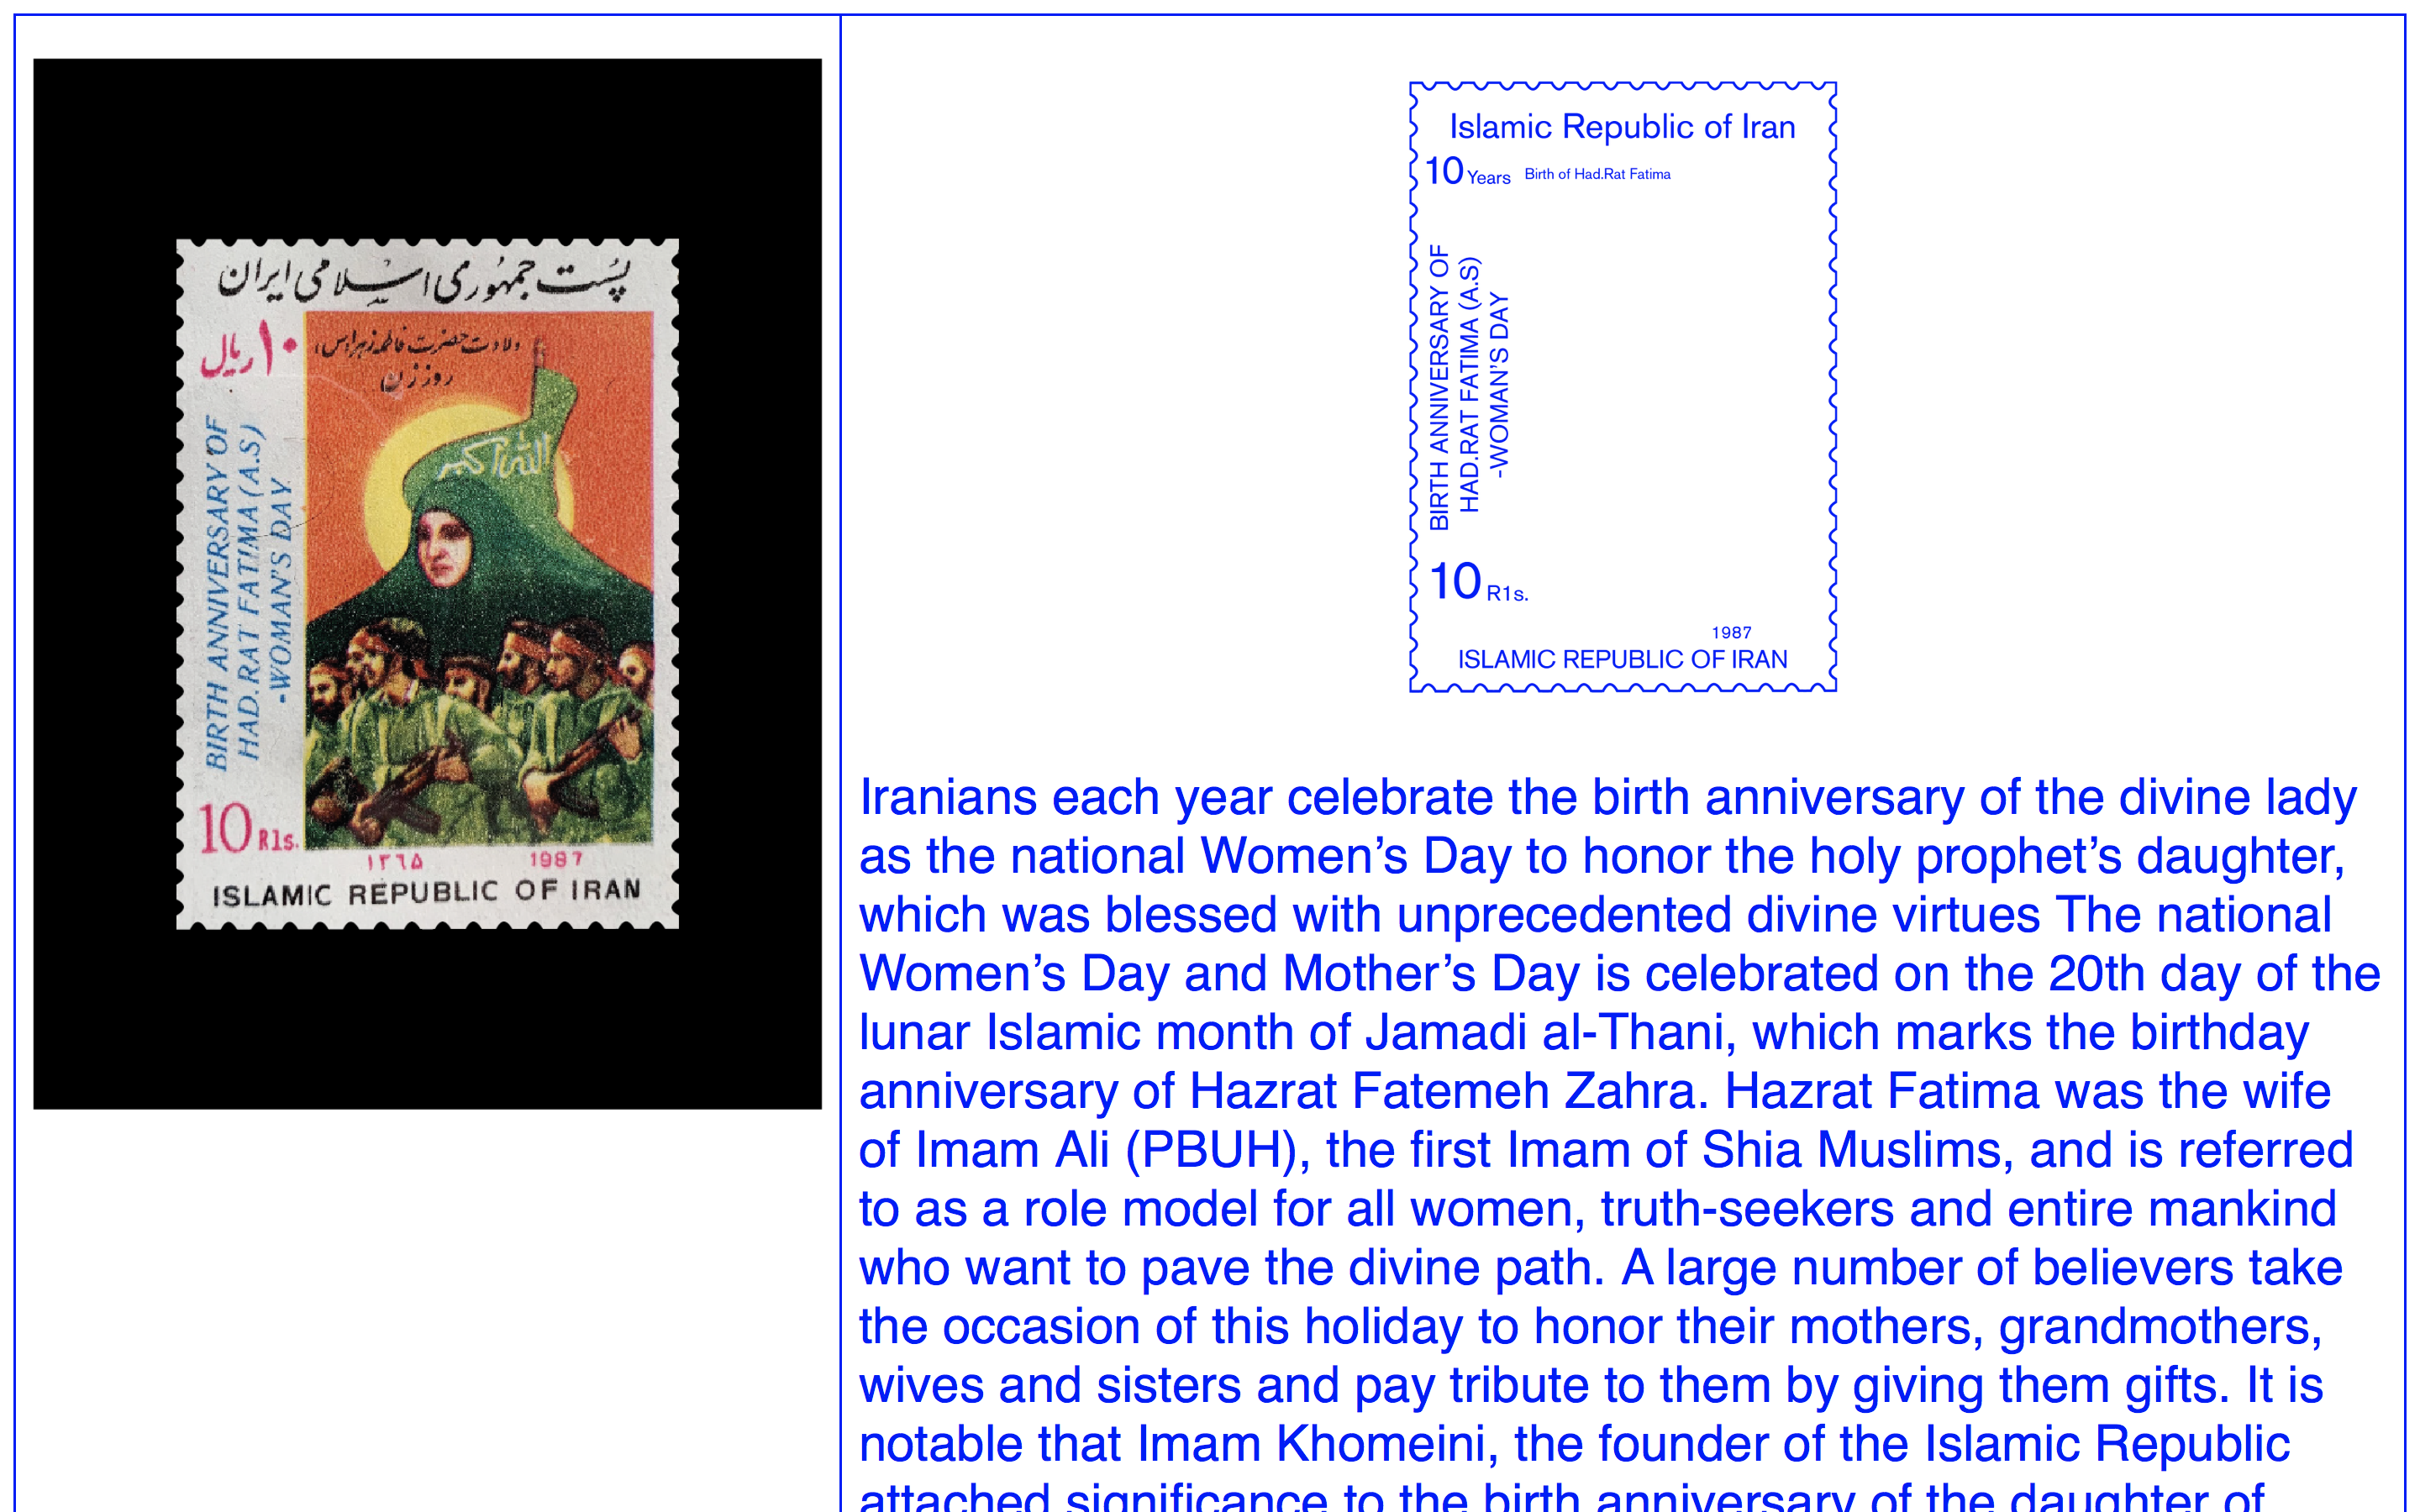 پست جمهوری اسلامی ایران
۱۰ ریال
ولادت حضرت فاطمه زهرا (س)
روز زن
الله اکبر
BIRTH ANNIVERSARY OF
HAD.RAT FATIMA (A.S)
-WOMAN'S DAY
10 R1s.
۱۳٦۵ 1987
ISLAMIC REPUBLIC OF IRAN
Islamic Republic of Iran
10 Years Birth of Had.Rat Fatima
BIRTH ANNIVERSARY OF
HAD.RAT FATIMA (A.S)
-WOMAN'S DAY
10 R1s.
1987
ISLAMIC REPUBLIC OF IRAN
Iranians each year celebrate the birth anniversary of the divine lady
as the national Women’s Day to honor the holy prophet’s daughter,
which was blessed with unprecedented divine virtues The national
Women’s Day and Mother’s Day is celebrated on the 20th day of the
lunar Islamic month of Jamadi al-Thani, which marks the birthday
anniversary of Hazrat Fatemeh Zahra. Hazrat Fatima was the wife
of Imam Ali (PBUH), the first Imam of Shia Muslims, and is referred
to as a role model for all women, truth-seekers and entire mankind
who want to pave the divine path. A large number of believers take
the occasion of this holiday to honor their mothers, grandmothers,
wives and sisters and pay tribute to them by giving them gifts. It is
notable that Imam Khomeini, the founder of the Islamic Republic
attached significance to the birth anniversary of the daughter of